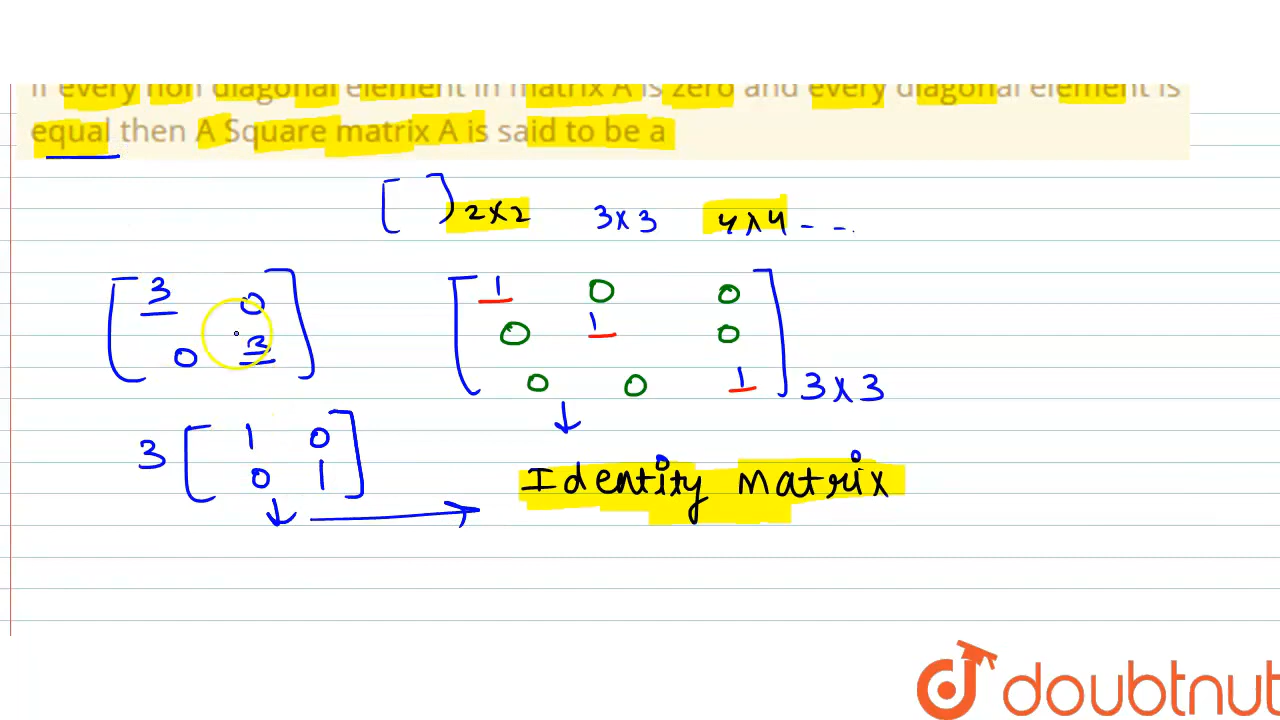 If every non diagonal element in matrix A is zero and every diagonal element is
equal then A Square matrix A is said to be a
[ ] 2x2 3x3 4x4 - - .
[ 3 0 [ 1 0 0
0 1 0
0 3 ]
0 0 1 ] 3x3
3 [ 1 0
0 1 ]
Identity matrix
doubtnut